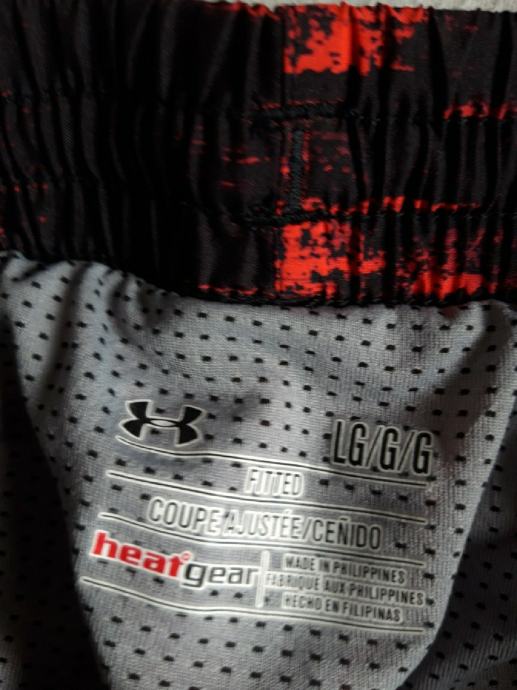 LG/G/G
FITTED
COUPE AJUSTÉE/CEÑIDO
heatgear
MADE IN PHILIPPINES
FABRIQUÉ AUX PHILIPPINES
HECHO EN FILIPINAS